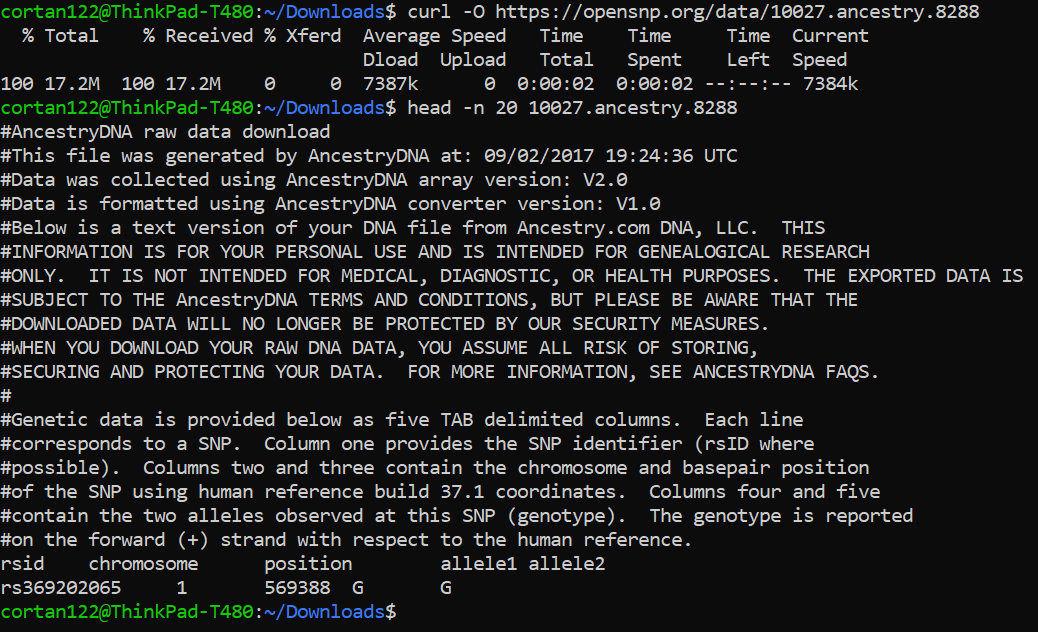 cortan122@ThinkPad-T480:~/Downloads$ curl -O https://opensnp.org/data/10027.ancestry.8288
  % Total    % Received % Xferd  Average Speed   Time    Time     Time  Current
                                 Dload  Upload   Total   Spent    Left  Speed
100 17.2M  100 17.2M    0     0  7387k      0  0:00:02  0:00:02 --:--:-- 7384k
cortan122@ThinkPad-T480:~/Downloads$ head -n 20 10027.ancestry.8288
#AncestryDNA raw data download
#This file was generated by AncestryDNA at: 09/02/2017 19:24:36 UTC
#Data was collected using AncestryDNA array version: V2.0
#Data is formatted using AncestryDNA converter version: V1.0
#Below is a text version of your DNA file from Ancestry.com DNA, LLC.  THIS
#INFORMATION IS FOR YOUR PERSONAL USE AND IS INTENDED FOR GENEALOGICAL RESEARCH
#ONLY.  IT IS NOT INTENDED FOR MEDICAL, DIAGNOSTIC, OR HEALTH PURPOSES.  THE EXPORTED DATA IS
#SUBJECT TO THE AncestryDNA TERMS AND CONDITIONS, BUT PLEASE BE AWARE THAT THE
#DOWNLOADED DATA WILL NO LONGER BE PROTECTED BY OUR SECURITY MEASURES.
#WHEN YOU DOWNLOAD YOUR RAW DNA DATA, YOU ASSUME ALL RISK OF STORING,
#SECURING AND PROTECTING YOUR DATA.  FOR MORE INFORMATION, SEE ANCESTRYDNA FAQS.
#
#Genetic data is provided below as five TAB delimited columns.  Each line
#corresponds to a SNP.  Column one provides the SNP identifier (rsID where
#possible).  Columns two and three contain the chromosome and basepair position
#of the SNP using human reference build 37.1 coordinates.  Columns four and five
#contain the two alleles observed at this SNP (genotype).  The genotype is reported
#on the forward (+) strand with respect to the human reference.
rsid    chromosome      position        allele1 allele2
rs369202065     1       569388  G       G
cortan122@ThinkPad-T480:~/Downloads$